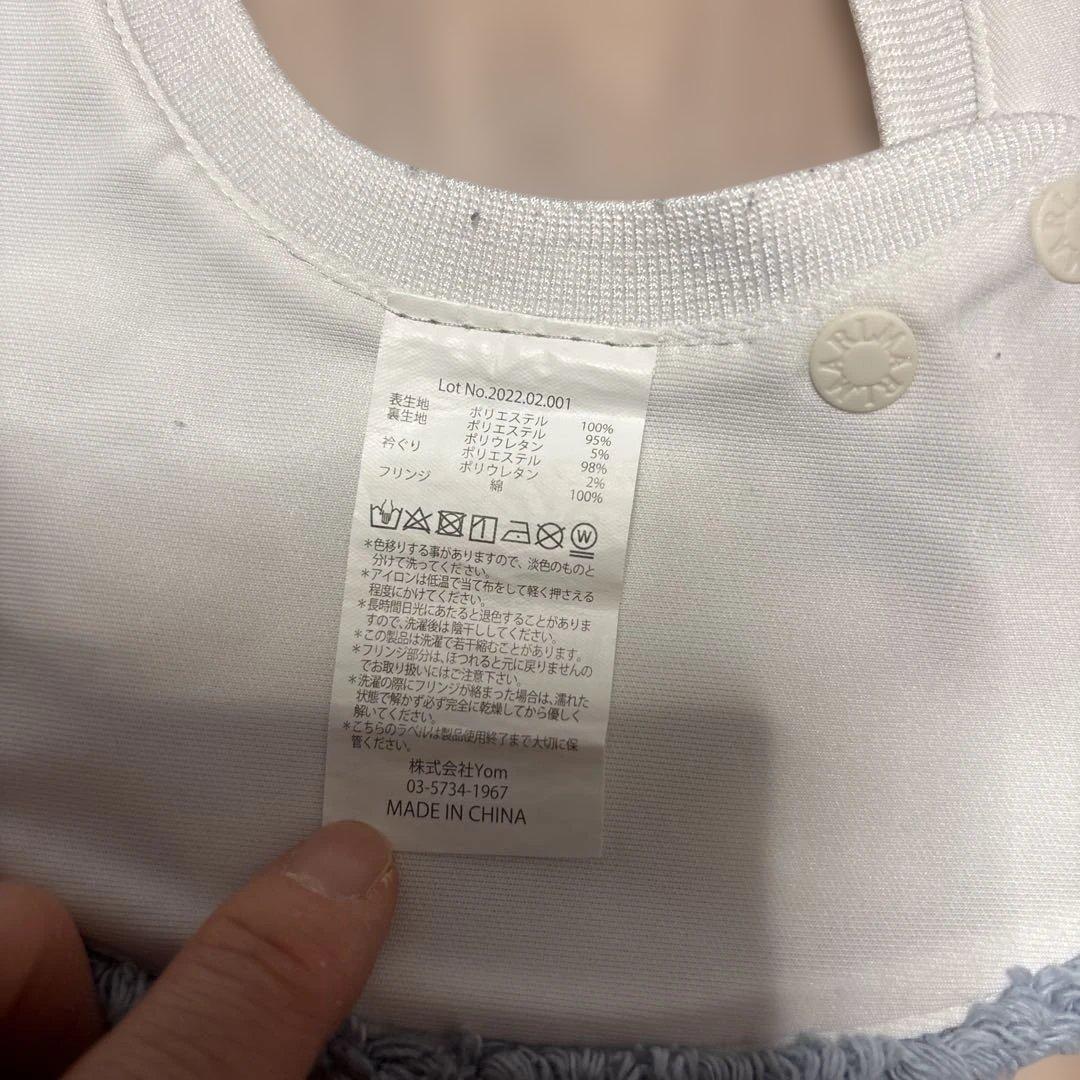 Lot No.2022.02.001
表生地 ポリエステル 100%
裏生地 ポリエステル 95%
ポリウレタン 5%
衿ぐり ポリエステル 98%
ポリウレタン 2%
フリンジ 綿 100%
W
*色移りする事がありますので、淡色のものと
分けて洗ってください。
*アイロンは低温で当て布をして軽く押さえる
程度にかけてください。
*長時間日光にあたると退色することがありま
すので、洗濯後は陰干ししてください。
*この製品は洗濯で若干縮むことがあります。
*フリンジ部分は、ほつれると元に戻りませんの
でお取り扱いにはご注意下さい。
*洗濯の際にフリンジが絡まった場合は、濡れた
状態で解かず必ず完全に乾燥してから優しく
解いてください。
*こちらのラベルは製品使用終了まで大切に保
管ください。
株式会社Yom
03-5734-1967
MADE IN CHINA
MARLMARL